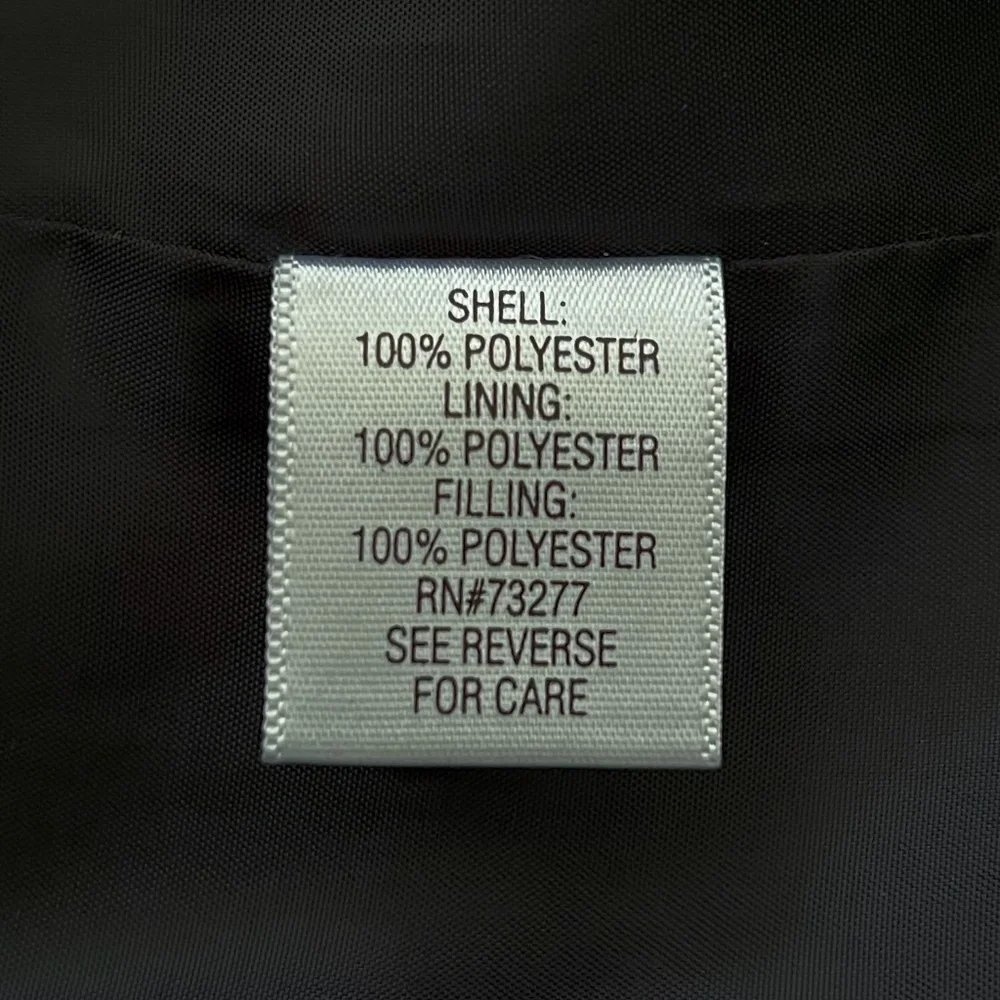 SHELL:
100% POLYESTER
LINING:
100% POLYESTER
FILLING:
100% POLYESTER
RN#73277
SEE REVERSE
FOR CARE